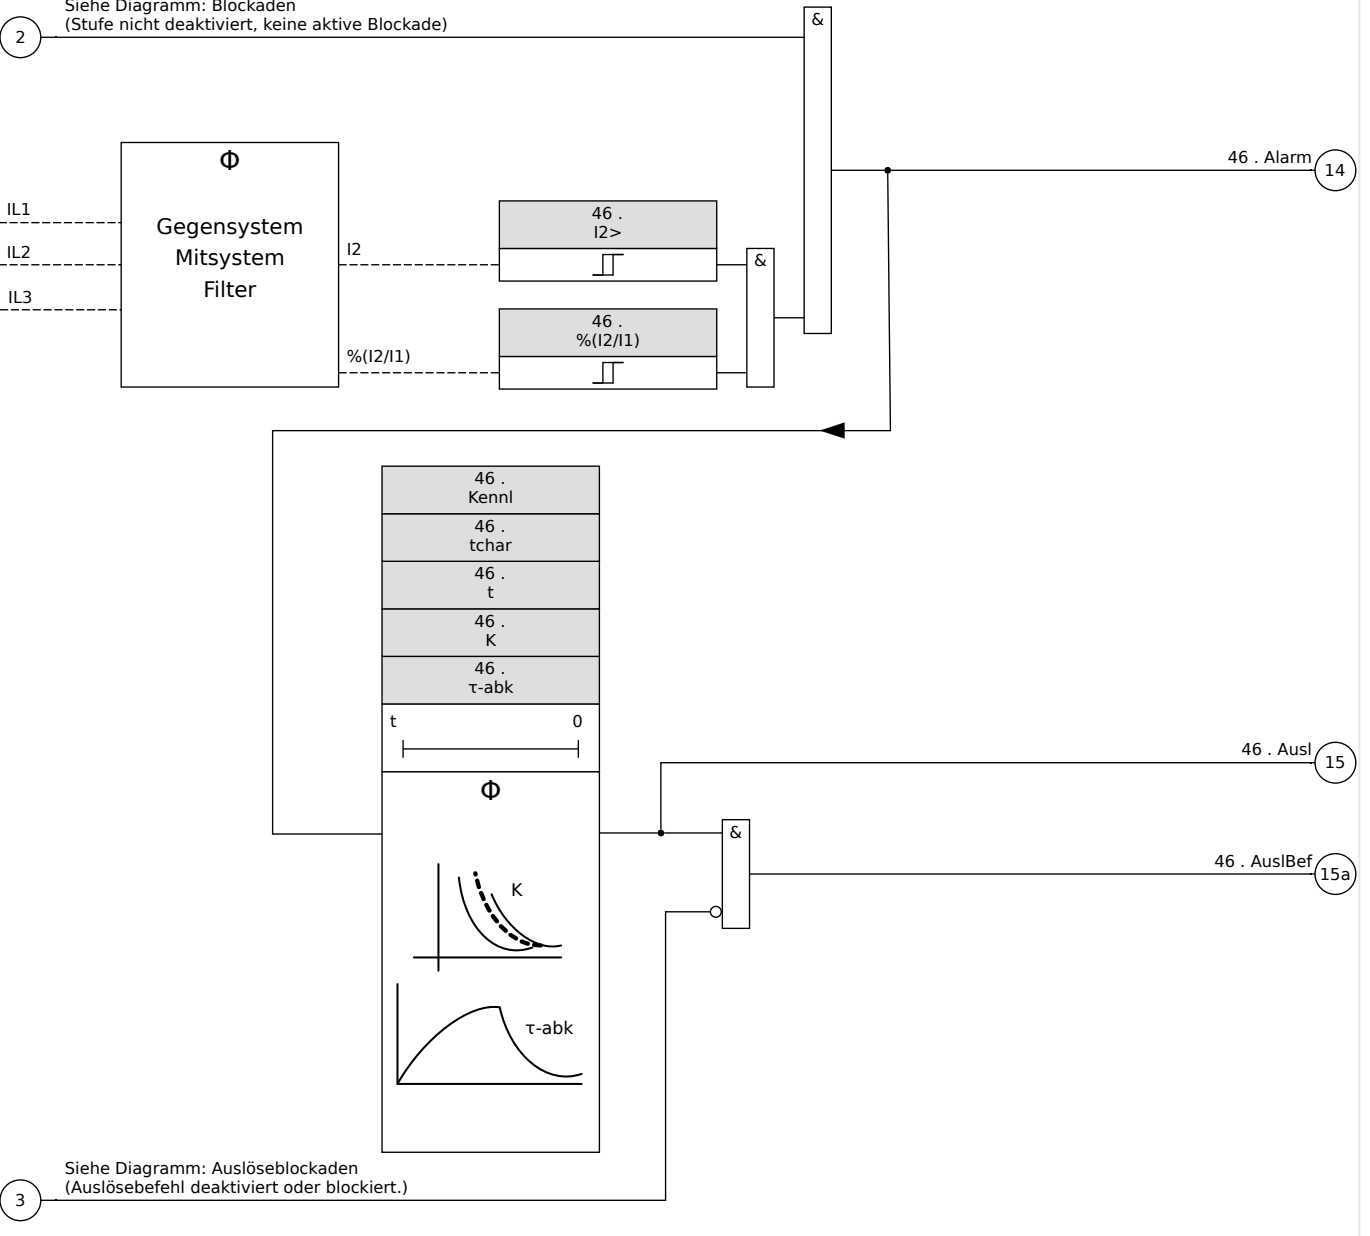 Siehe Diagramm: Blockaden
(Stufe nicht deaktiviert, keine aktive Blockade)
2
&
46 . Alarm
14
Φ
Gegensystem
Mitsystem
Filter
IL1
IL2
IL3
I2
%(I2/I1)
46 .
I2>
46 .
%(I2/I1)
&
46 .
Kennl
46 .
tchar
46 .
t
46 .
K
46 .
τ-abk
t 0
Φ
K
τ-abk
46 . Ausl
15
&
46 . AuslBef
15a
Siehe Diagramm: Auslöseblockaden
(Auslösebefehl deaktiviert oder blockiert.)
3